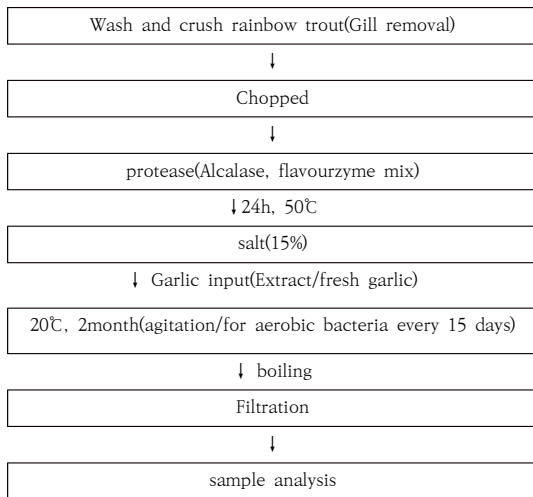 Wash and crush rainbow trout(Gill removal)
↓
Chopped
↓
protease(Alcalase, flavourzyme mix)
↓24h, 50℃
salt(15%)
↓ Garlic input(Extract/fresh garlic)
20℃, 2month(agitation/for aerobic bacteria every 15 days)
↓ boiling
Filtration
↓
sample analysis